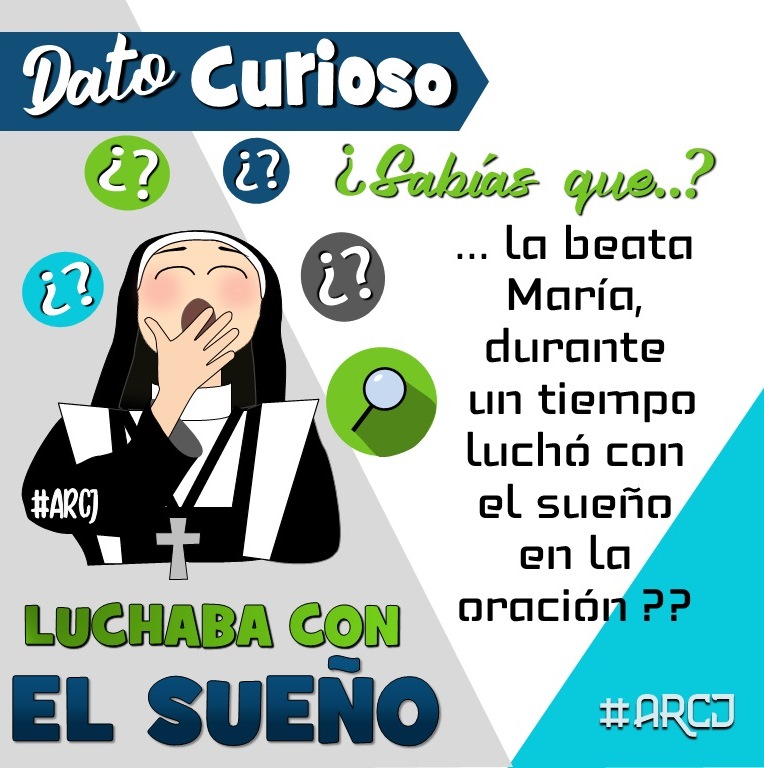 Dato Curioso
¿? ¿?
¿Sabías que..?
¿? ¿?
... la beata
María,
durante
un tiempo
luchó con
el sueño
en la
oración ??
#ARCJ
LUCHABA CON
EL SUEÑO
#ARCJ